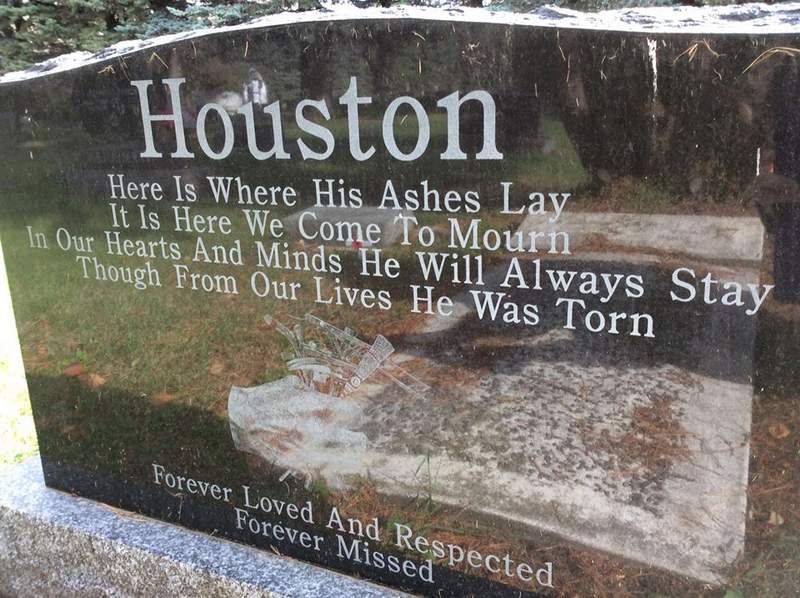 Houston
Here Is Where His Ashes Lay
It Is Here We Come To Mourn
In Our Hearts And Minds He Will Always Stay
Though From Our Lives He Was Torn
Forever Loved And Respected
Forever Missed